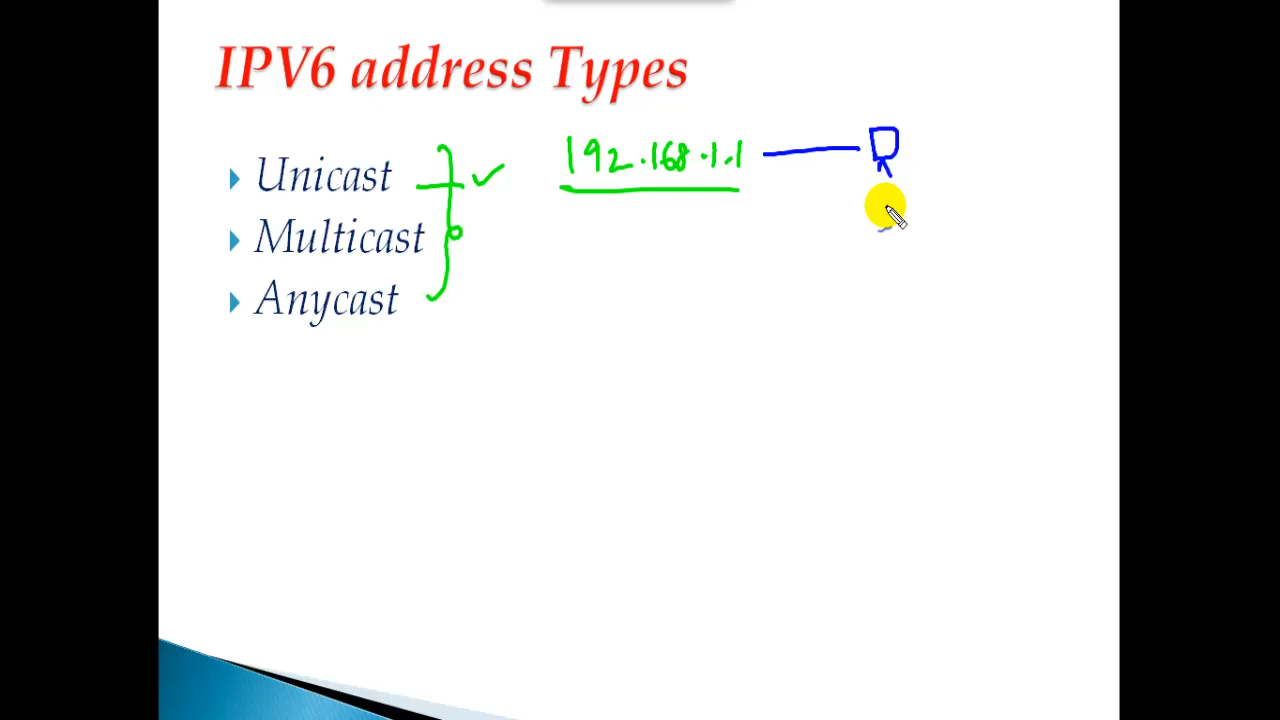 IPV6 address Types
Unicast
192.168.1.1
Multicast
Anycast